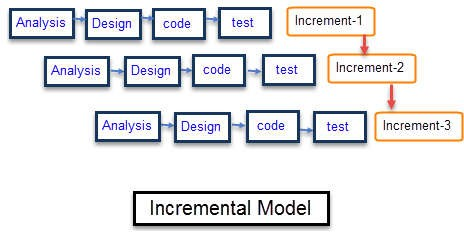 Analysis Design code test Increment-1
Analysis Design code test Increment-2
Analysis Design code test Increment-3
Incremental Model